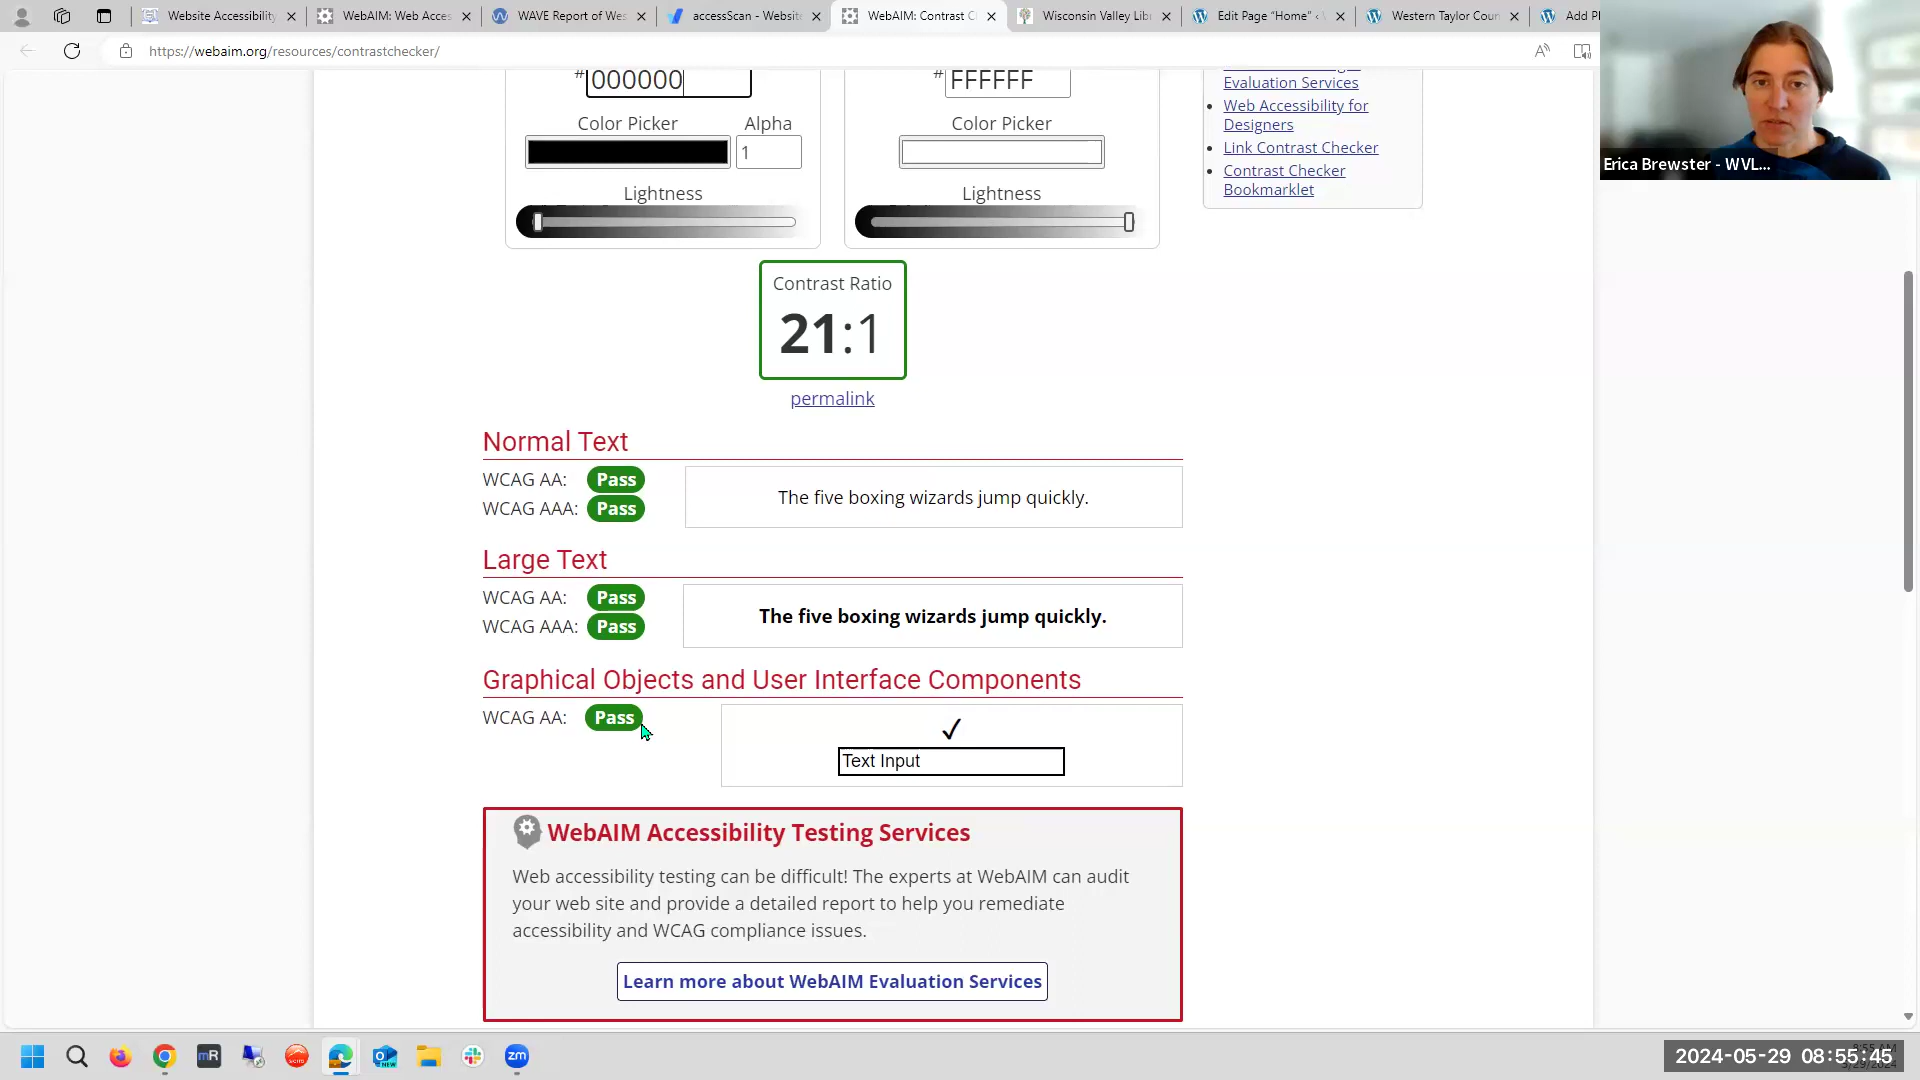 Website Accessibility
WebAIM: Web Acces
WAVE Report of Wes
accessScan - Website
WebAIM: Contrast C
Wisconsin Valley Lib
Edit Page "Home" ‹
Western Taylor Coun
Add P
https://webaim.org/resources/contrastchecker/
#000000
Color Picker
Alpha
1
Lightness
#FFFFFF
Color Picker
Lightness
Evaluation Services
Web Accessibility for
Designers
Link Contrast Checker
Contrast Checker
Bookmarklet
Erica Brewster - WVL...
Contrast Ratio
21:1
permalink
Normal Text
WCAG AA: Pass
WCAG AAA: Pass
The five boxing wizards jump quickly.
Large Text
WCAG AA: Pass
WCAG AAA: Pass
The five boxing wizards jump quickly.
Graphical Objects and User Interface Components
WCAG AA: Pass
✓
Text Input
WebAIM Accessibility Testing Services
Web accessibility testing can be difficult! The experts at WebAIM can audit
your web site and provide a detailed report to help you remediate
accessibility and WCAG compliance issues.
Learn more about WebAIM Evaluation Services
mR
NEW
zm
2024-05-29 08:55:45